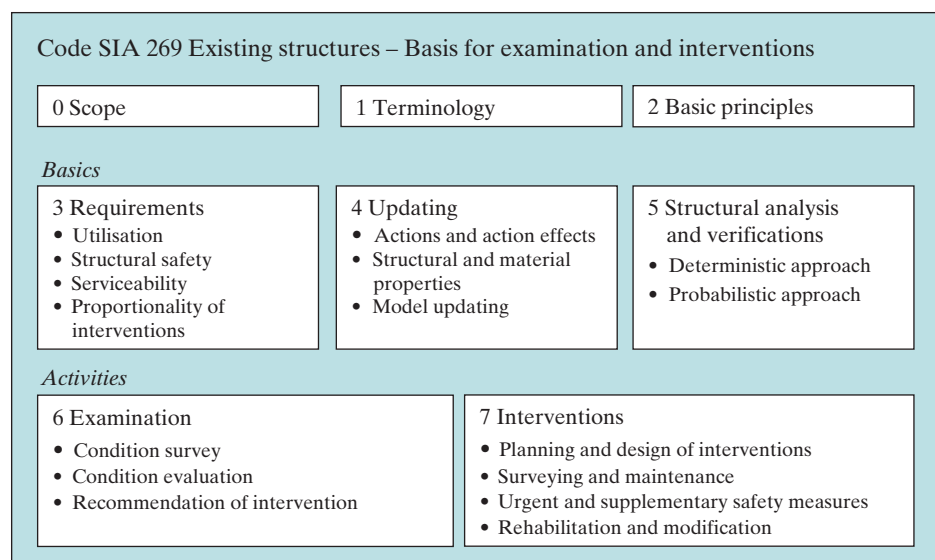 Code SIA 269 Existing structures – Basis for examination and interventions
0 Scope
1 Terminology
2 Basic principles
Basics
3 Requirements
• Utilisation
• Structural safety
• Serviceability
• Proportionality of
interventions
4 Updating
• Actions and action effects
• Structural and material
properties
• Model updating
5 Structural analysis
and verifications
• Deterministic approach
• Probabilistic approach
Activities
6 Examination
• Condition survey
• Condition evaluation
• Recommendation of intervention
7 Interventions
• Planning and design of interventions
• Surveying and maintenance
• Urgent and supplementary safety measures
• Rehabilitation and modification